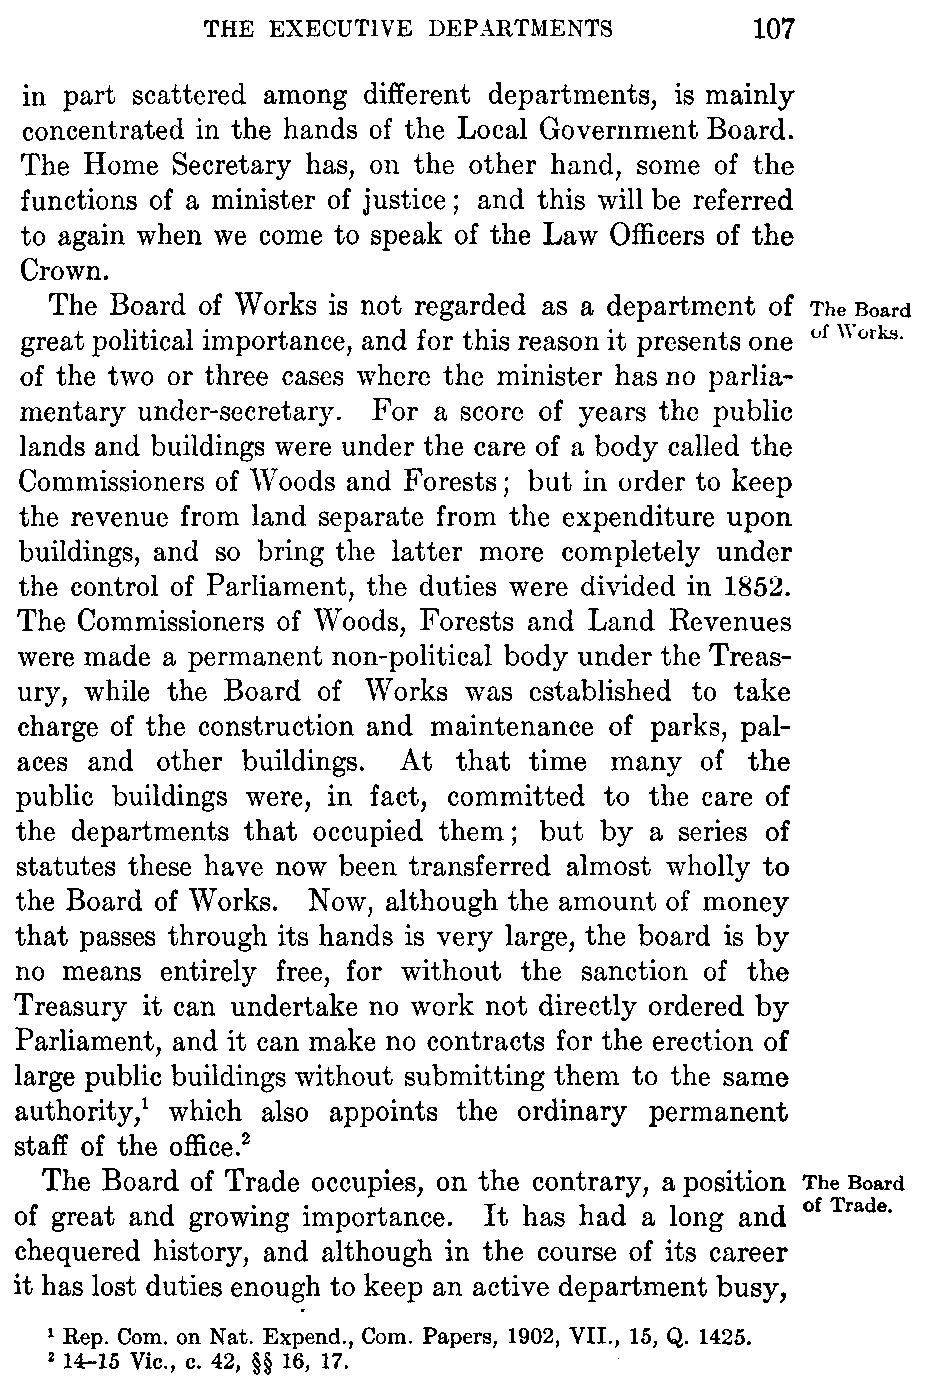 THE EXECUTIVE DEPARTMENTS 107
in part scattered among different departments, is mainly
concentrated in the hands of the Local Government Board.
The Home Secretary has, on the other hand, some of the
functions of a minister of justice; and this will be referred
to again when we come to speak of the Law Officers of the
Crown.
The Board of Works is not regarded as a department of
great political importance, and for this reason it presents one
of the two or three cases where the minister has no parlia-
mentary under-secretary. For a score of years the public
lands and buildings were under the care of a body called the
Commissioners of Woods and Forests; but in order to keep
the revenue from land separate from the expenditure upon
buildings, and so bring the latter more completely under
the control of Parliament, the duties were divided in 1852.
The Commissioners of Woods, Forests and Land Revenues
were made a permanent non-political body under the Treas-
ury, while the Board of Works was established to take
charge of the construction and maintenance of parks, pal-
aces and other buildings. At that time many of the
public buildings were, in fact, committed to the care of
the departments that occupied them; but by a series of
statutes these have now been transferred almost wholly to
the Board of Works. Now, although the amount of money
that passes through its hands is very large, the board is by
no means entirely free, for without the sanction of the
Treasury it can undertake no work not directly ordered by
Parliament, and it can make no contracts for the erection of
large public buildings without submitting them to the same
authority,¹ which also appoints the ordinary permanent
staff of the office.²
The Board of Trade occupies, on the contrary, a position
of great and growing importance. It has had a long and
chequered history, and although in the course of its career
it has lost duties enough to keep an active department busy,
The Board
of Works.
The Board
of Trade.
¹ Rep. Com. on Nat. Expend., Com. Papers, 1902, VII., 15, Q. 1425.
² 14–15 Vic., c. 42, §§ 16, 17.